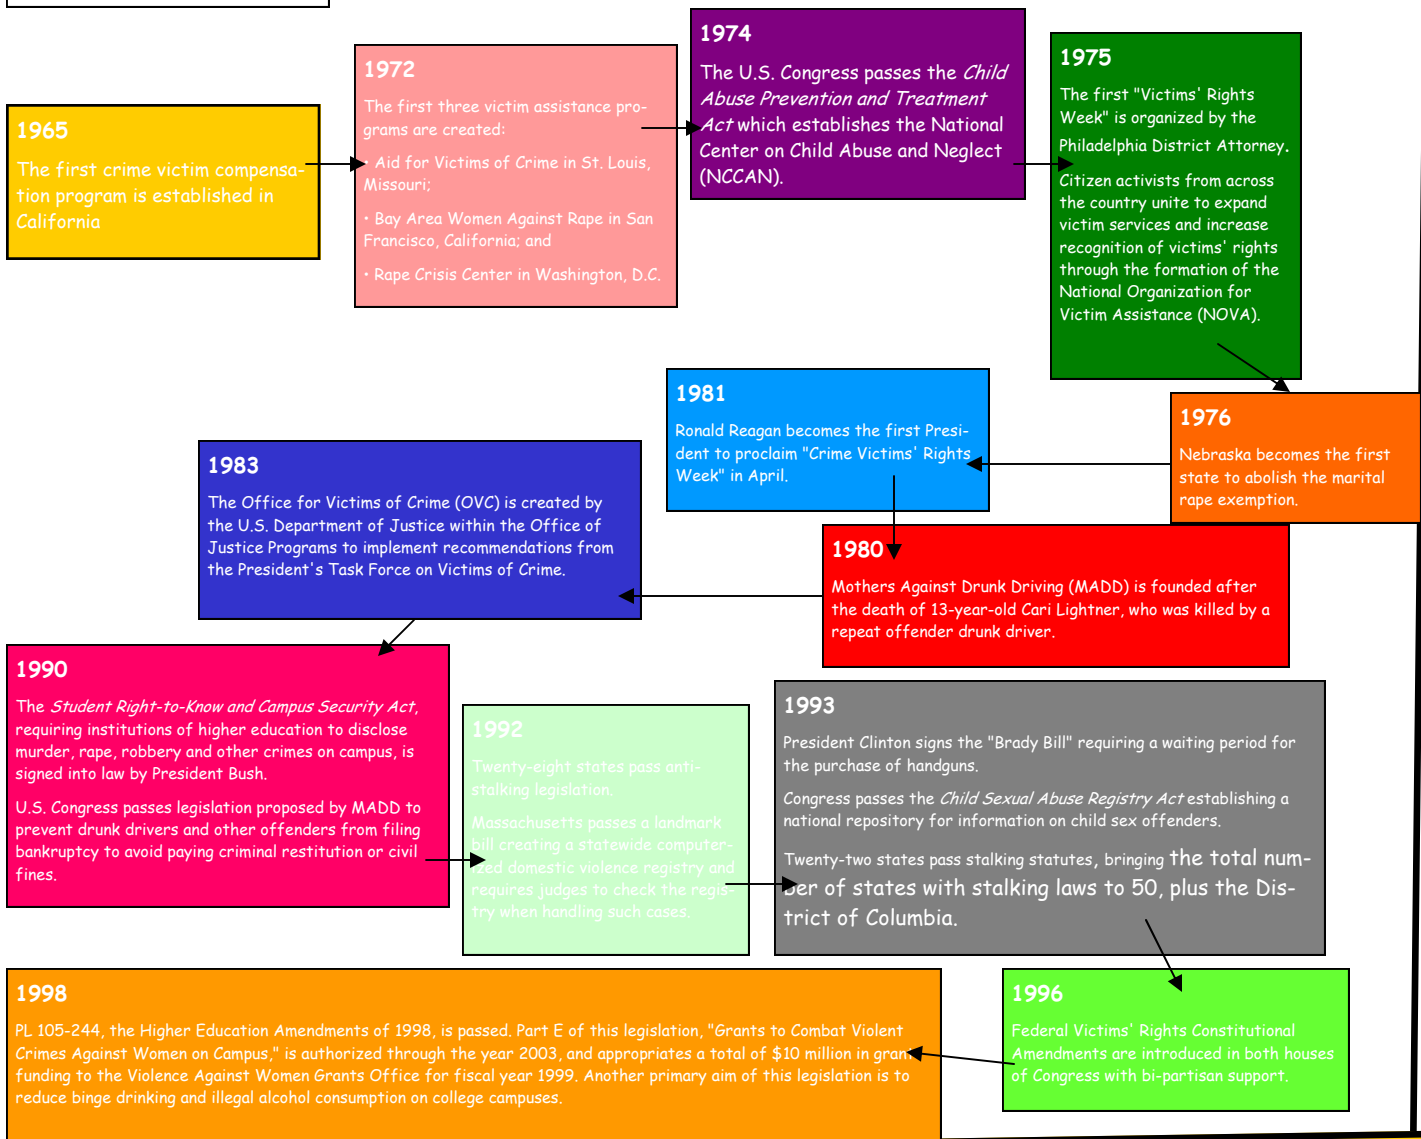 1965
The first crime victim compensa-
tion program is established in
California
1972
The first three victim assistance pro-
grams are created:
· Aid for Victims of Crime in St. Louis,
Missouri;
· Bay Area Women Against Rape in San
Francisco, California; and
· Rape Crisis Center in Washington, D.C.
1974
The U.S. Congress passes the Child
Abuse Prevention and Treatment
Act which establishes the National
Center on Child Abuse and Neglect
(NCCAN).
1975
The first "Victims' Rights
Week" is organized by the
Philadelphia District Attorney.
Citizen activists from across
the country unite to expand
victim services and increase
recognition of victims' rights
through the formation of the
National Organization for
Victim Assistance (NOVA).
1976
Nebraska becomes the first
state to abolish the marital
rape exemption.
1981
Ronald Reagan becomes the first Presi-
dent to proclaim "Crime Victims' Rights
Week" in April.
1980
Mothers Against Drunk Driving (MADD) is founded after
the death of 13-year-old Cari Lightner, who was killed by a
repeat offender drunk driver.
1983
The Office for Victims of Crime (OVC) is created by
the U.S. Department of Justice within the Office of
Justice Programs to implement recommendations from
the President's Task Force on Victims of Crime.
1990
The Student Right-to-Know and Campus Security Act,
requiring institutions of higher education to disclose
murder, rape, robbery and other crimes on campus, is
signed into law by President Bush.
U.S. Congress passes legislation proposed by MADD to
prevent drunk drivers and other offenders from filing
bankruptcy to avoid paying criminal restitution or civil
fines.
1992
Twenty-eight states pass anti-
stalking legislation.
Massachusetts passes a landmark
bill creating a statewide computer-
ized domestic violence registry and
requires judges to check the regis-
try when handling such cases.
1993
President Clinton signs the "Brady Bill" requiring a waiting period for
the purchase of handguns.
Congress passes the Child Sexual Abuse Registry Act establishing a
national repository for information on child sex offenders.
Twenty-two states pass stalking statutes, bringing the total num-
ber of states with stalking laws to 50, plus the Dis-
trict of Columbia.
1996
Federal Victims' Rights Constitutional
Amendments are introduced in both houses
of Congress with bi-partisan support.
1998
PL 105-244, the Higher Education Amendments of 1998, is passed. Part E of this legislation, "Grants to Combat Violent
Crimes Against Women on Campus," is authorized through the year 2003, and appropriates a total of $10 million in grant
funding to the Violence Against Women Grants Office for fiscal year 1999. Another primary aim of this legislation is to
reduce binge drinking and illegal alcohol consumption on college campuses.